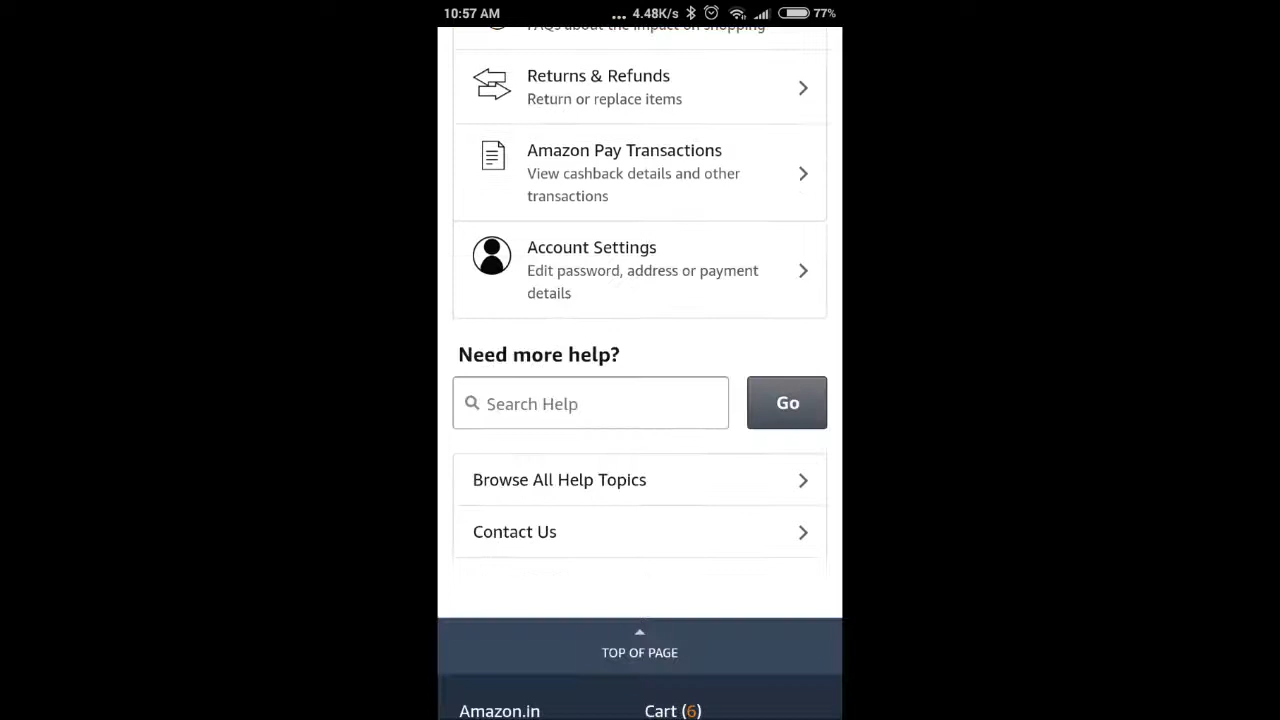 10:57 AM ... 4.48K/s 77%
FAQs about the impact on shopping
Returns & Refunds
Return or replace items
Amazon Pay Transactions
View cashback details and other
transactions
Account Settings
Edit password, address or payment
details
Need more help?
Search Help Go
Browse All Help Topics
Contact Us
TOP OF PAGE
Amazon.in Cart (6)